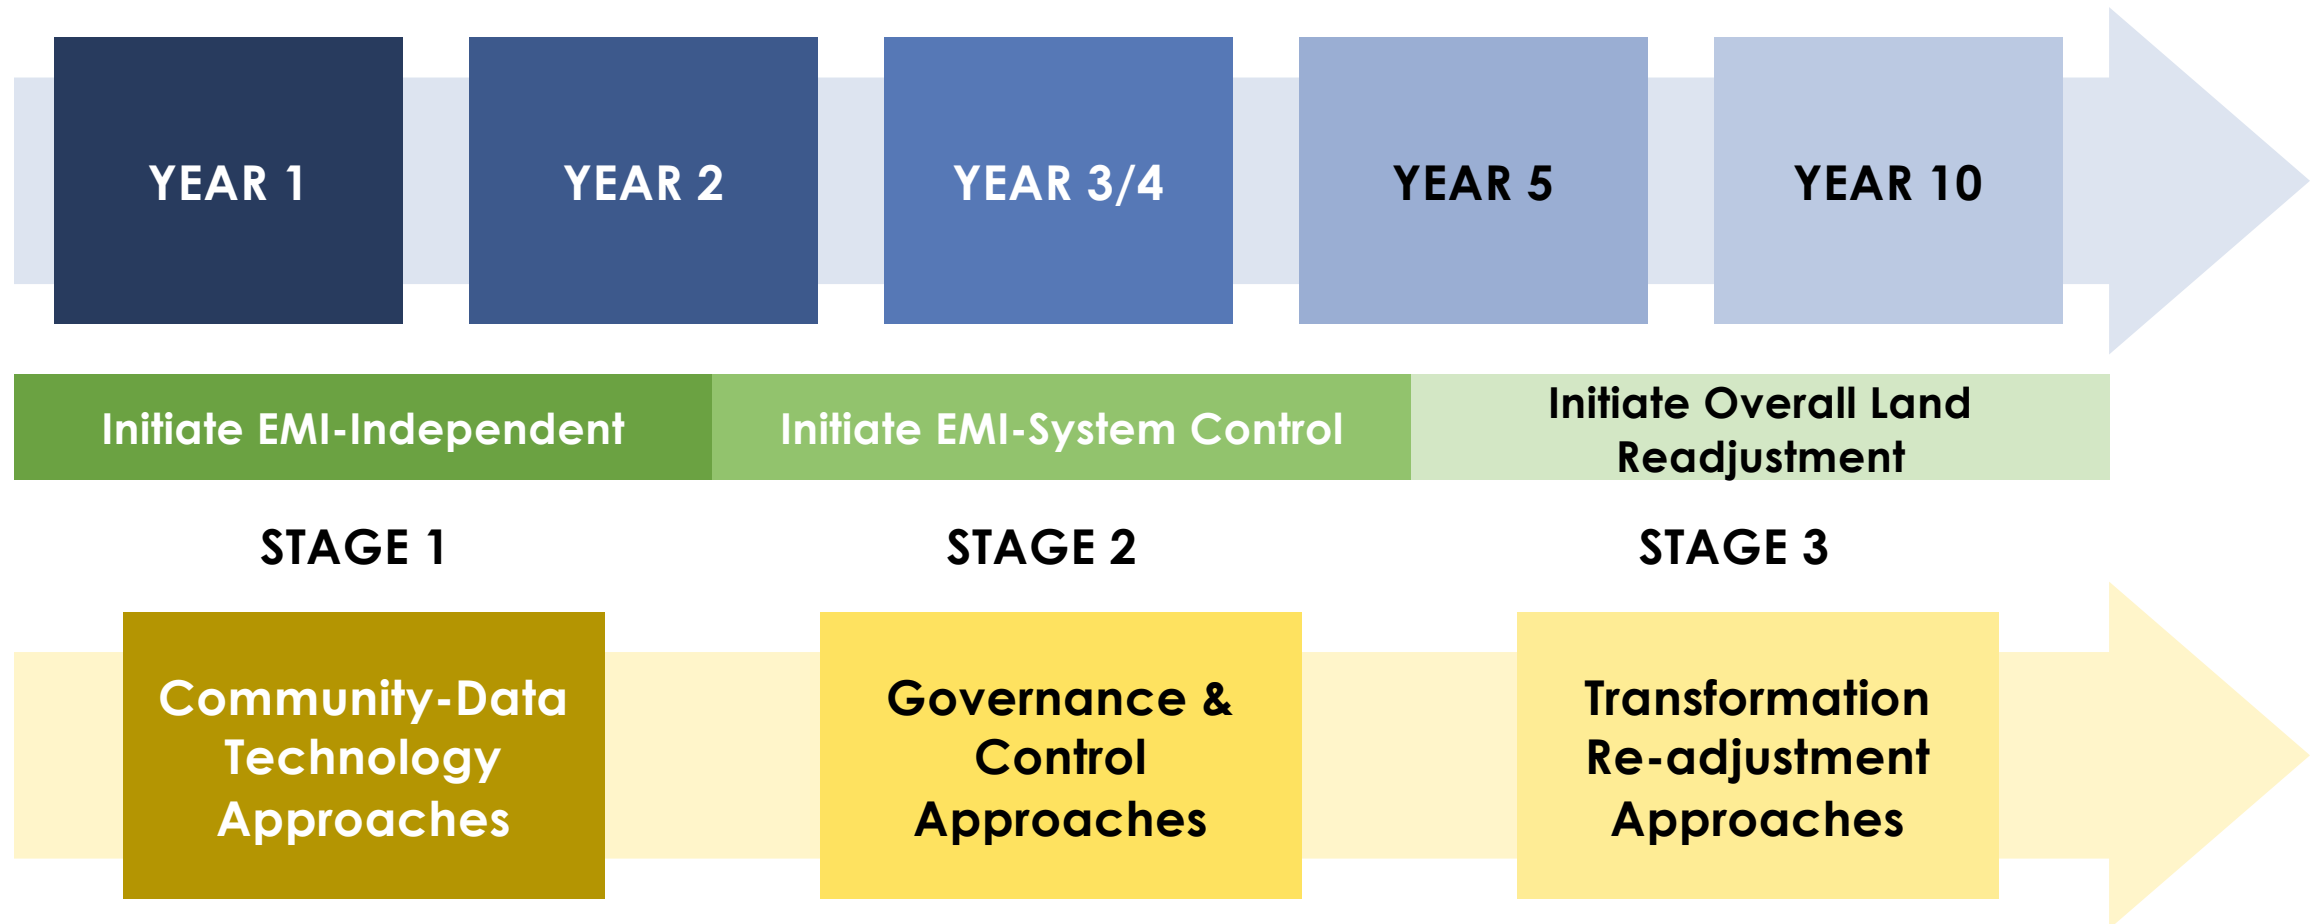 YEAR 1
YEAR 2
YEAR 3/4
YEAR 5
YEAR 10
Initiate EMI-Independent
Initiate EMI-System Control
Initiate Overall Land
Readjustment
STAGE 1
STAGE 2
STAGE 3
Community-Data
Technology
Approaches
Governance &
Control
Approaches
Transformation
Re-adjustment
Approaches